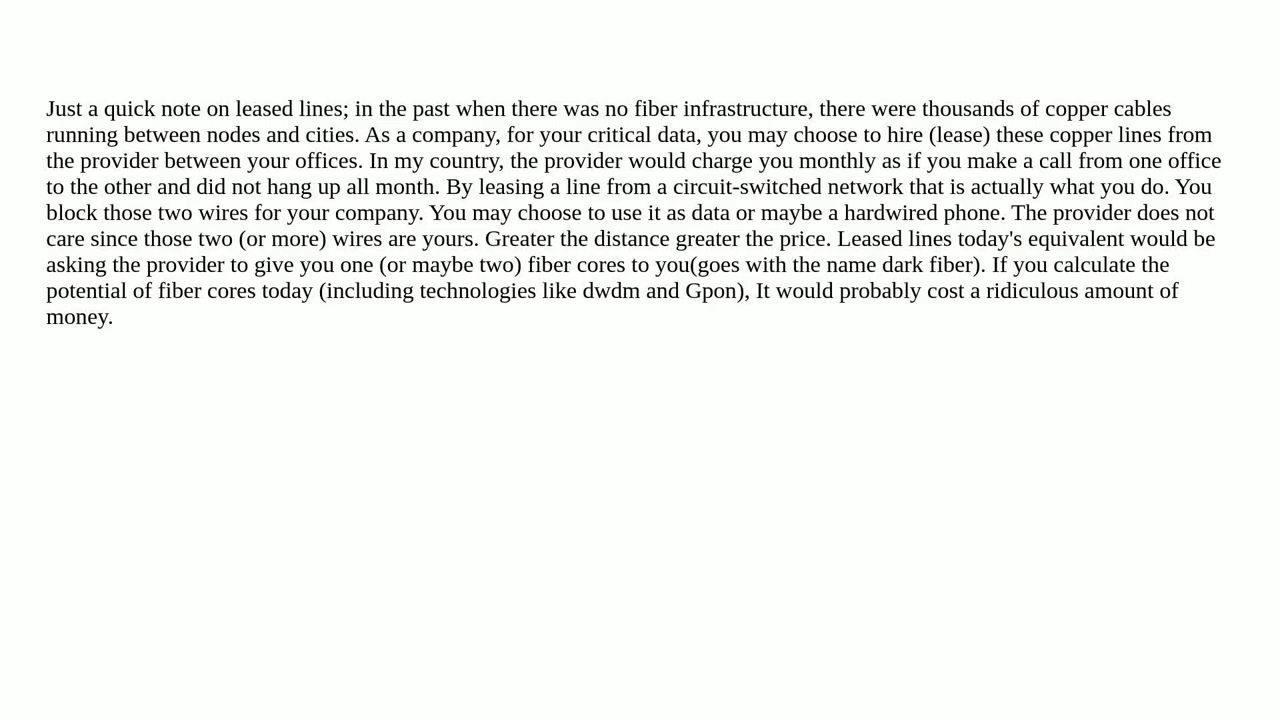 Just a quick note on leased lines; in the past when there was no fiber infrastructure, there were thousands of copper cables
running between nodes and cities. As a company, for your critical data, you may choose to hire (lease) these copper lines from
the provider between your offices. In my country, the provider would charge you monthly as if you make a call from one office
to the other and did not hang up all month. By leasing a line from a circuit-switched network that is actually what you do. You
block those two wires for your company. You may choose to use it as data or maybe a hardwired phone. The provider does not
care since those two (or more) wires are yours. Greater the distance greater the price. Leased lines today's equivalent would be
asking the provider to give you one (or maybe two) fiber cores to you(goes with the name dark fiber). If you calculate the
potential of fiber cores today (including technologies like dwdm and Gpon), It would probably cost a ridiculous amount of
money.